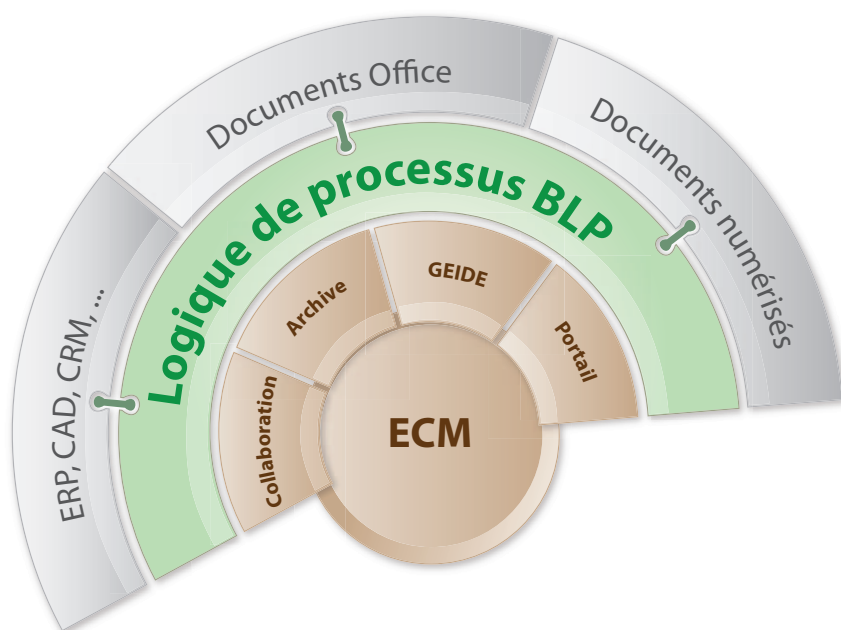 Documents Office
Documents numérisés
ERP, CAD, CRM, ...
Logique de processus BLP
Collaboration
Archive
GEIDE
Portail
ECM